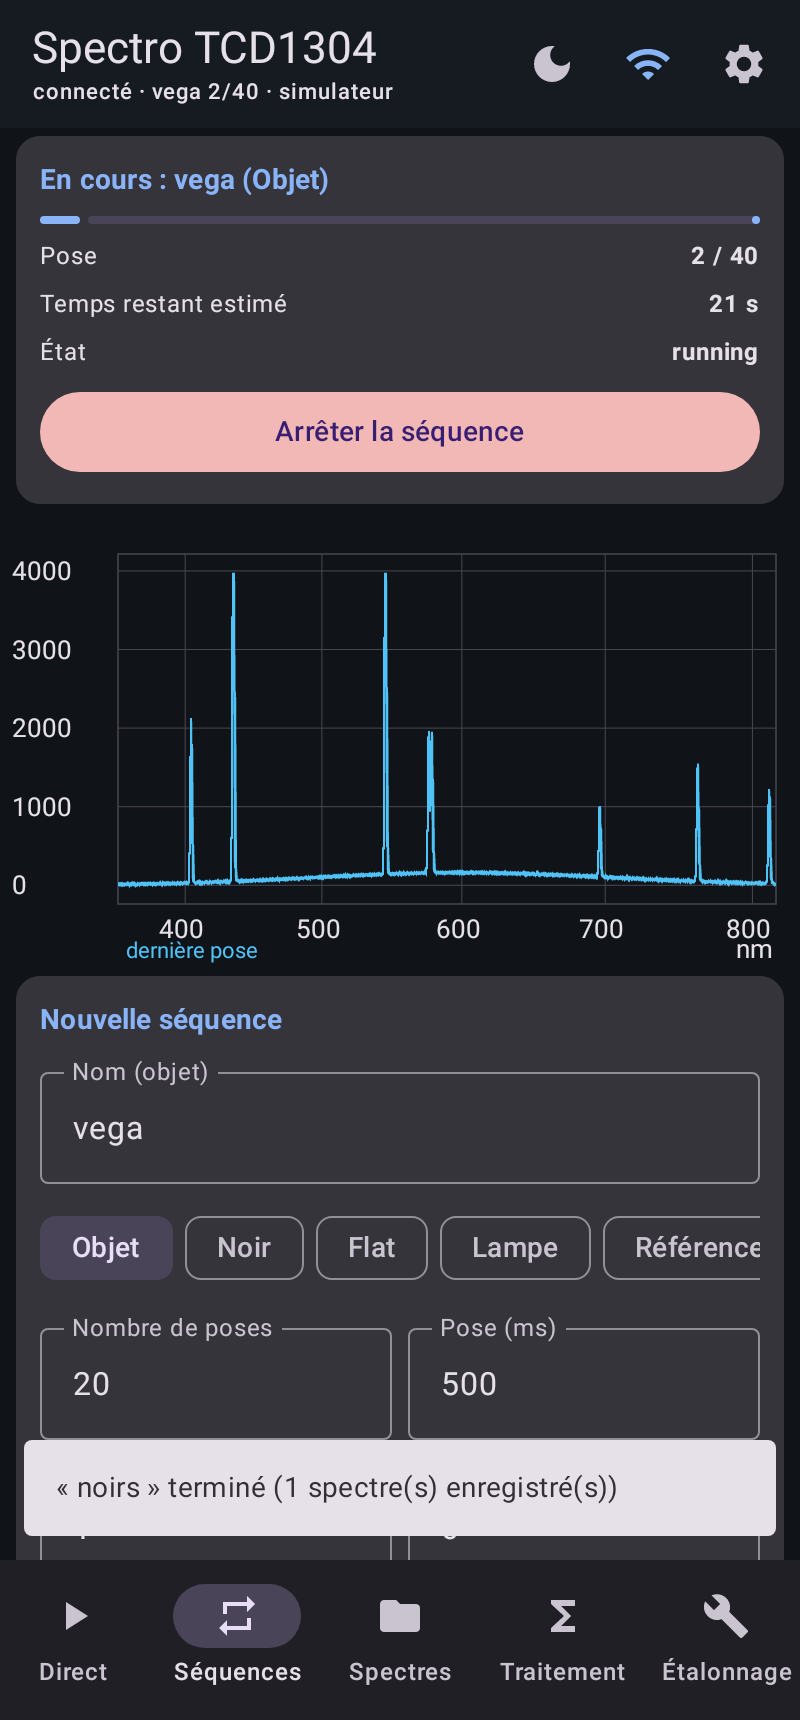 Spectro TCD1304
connecté · vega 2/40 · simulateur
En cours : vega (Objet)
Pose 2 / 40
Temps restant estimé 21 s
État running
Arrêter la séquence
4000
3000
2000
1000
0
400 500 600 700 800
dernière pose nm
Nouvelle séquence
Nom (objet)
vega
Objet Noir Flat Lampe Référence
Nombre de poses Pose (ms)
20 500
« noirs » terminé (1 spectre(s) enregistré(s))
Direct Séquences Spectres Traitement Étalonnage